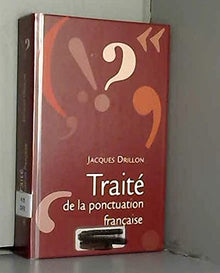 (!?«
,
JACQUES DRILLON
Traité
de la ponctuation
française